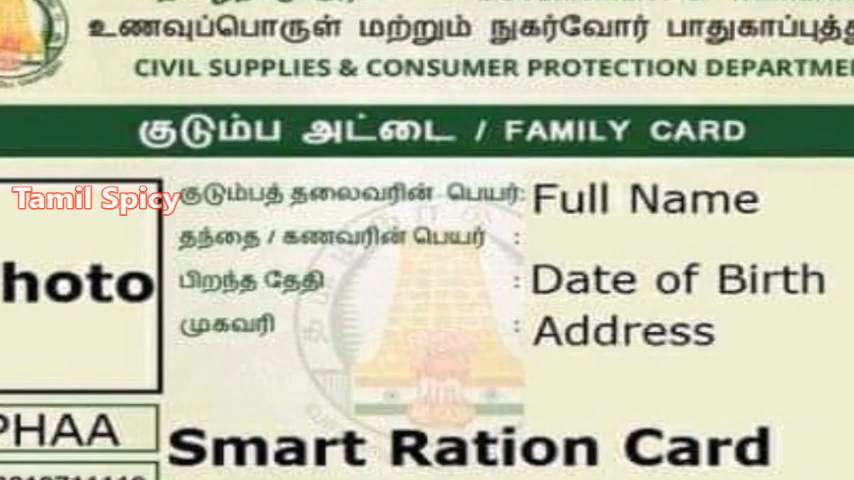 உணவுப்பொருள் மற்றும் நுகர்வோர்
CIVIL SUPPLIES & CONSUMER PROTECTION
குடும்ப அட்டை / FAMILY CARD
Tamil Spicy
குடும்பத் தலைவரின் பெயர்: Full Name
தந்தை / கணவரின் பெயர் :
பிறந்த தேதி : Date of Birth
முகவரி : Address
hoto
PHAA
Smart Ration Card